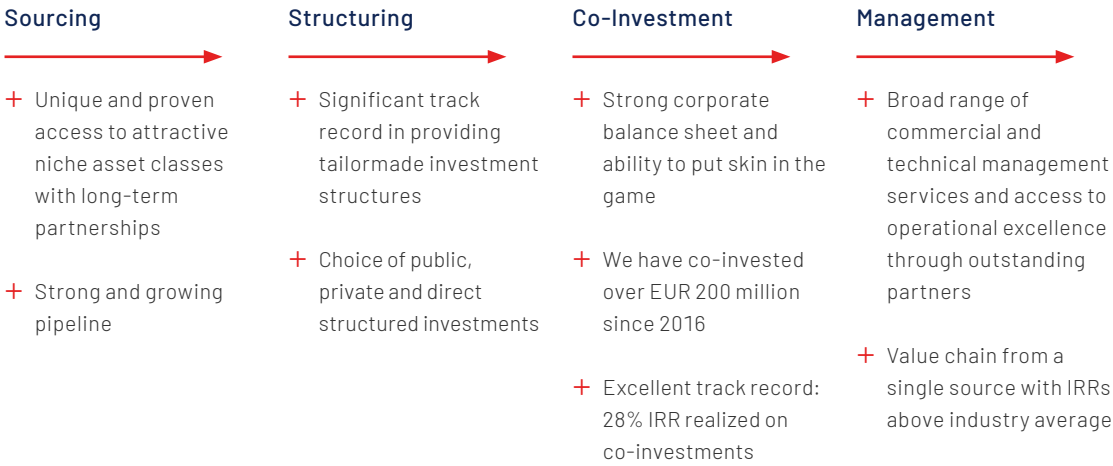 Sourcing
+ Unique and proven
access to attractive
niche asset classes
with long-term
partnerships
+ Strong and growing
pipeline
Structuring
+ Significant track
record in providing
tailormade investment
structures
+ Choice of public,
private and direct
structured investments
Co-Investment
+ Strong corporate
balance sheet and
ability to put skin in the
game
+ We have co-invested
over EUR 200 million
since 2016
+ Excellent track record:
28% IRR realized on
co-investments
Management
+ Broad range of
commercial and
technical management
services and access to
operational excellence
through outstanding
partners
+ Value chain from a
single source with IRRs
above industry average